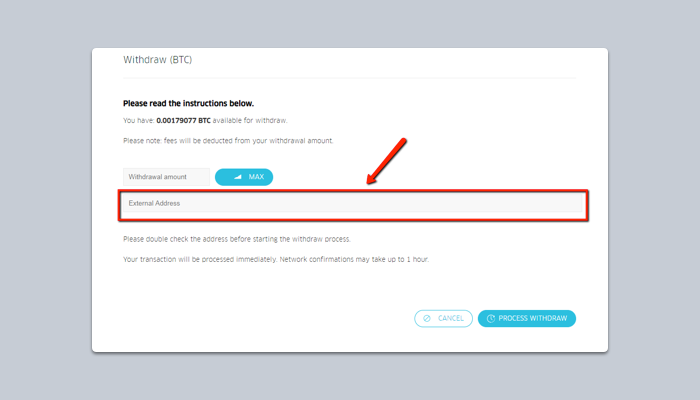 Withdraw (BTC)
Please read the instructions below.
You have: 0.00179077 BTC available for withdraw.
Please note: fees will be deducted from your withdrawal amount.
Withdrawal amount MAX
External Address
Please double check the address before starting the withdraw process.
Your transaction will be processed immediately. Network confirmations may take up to 1 hour.
CANCEL PROCESS WITHDRAW